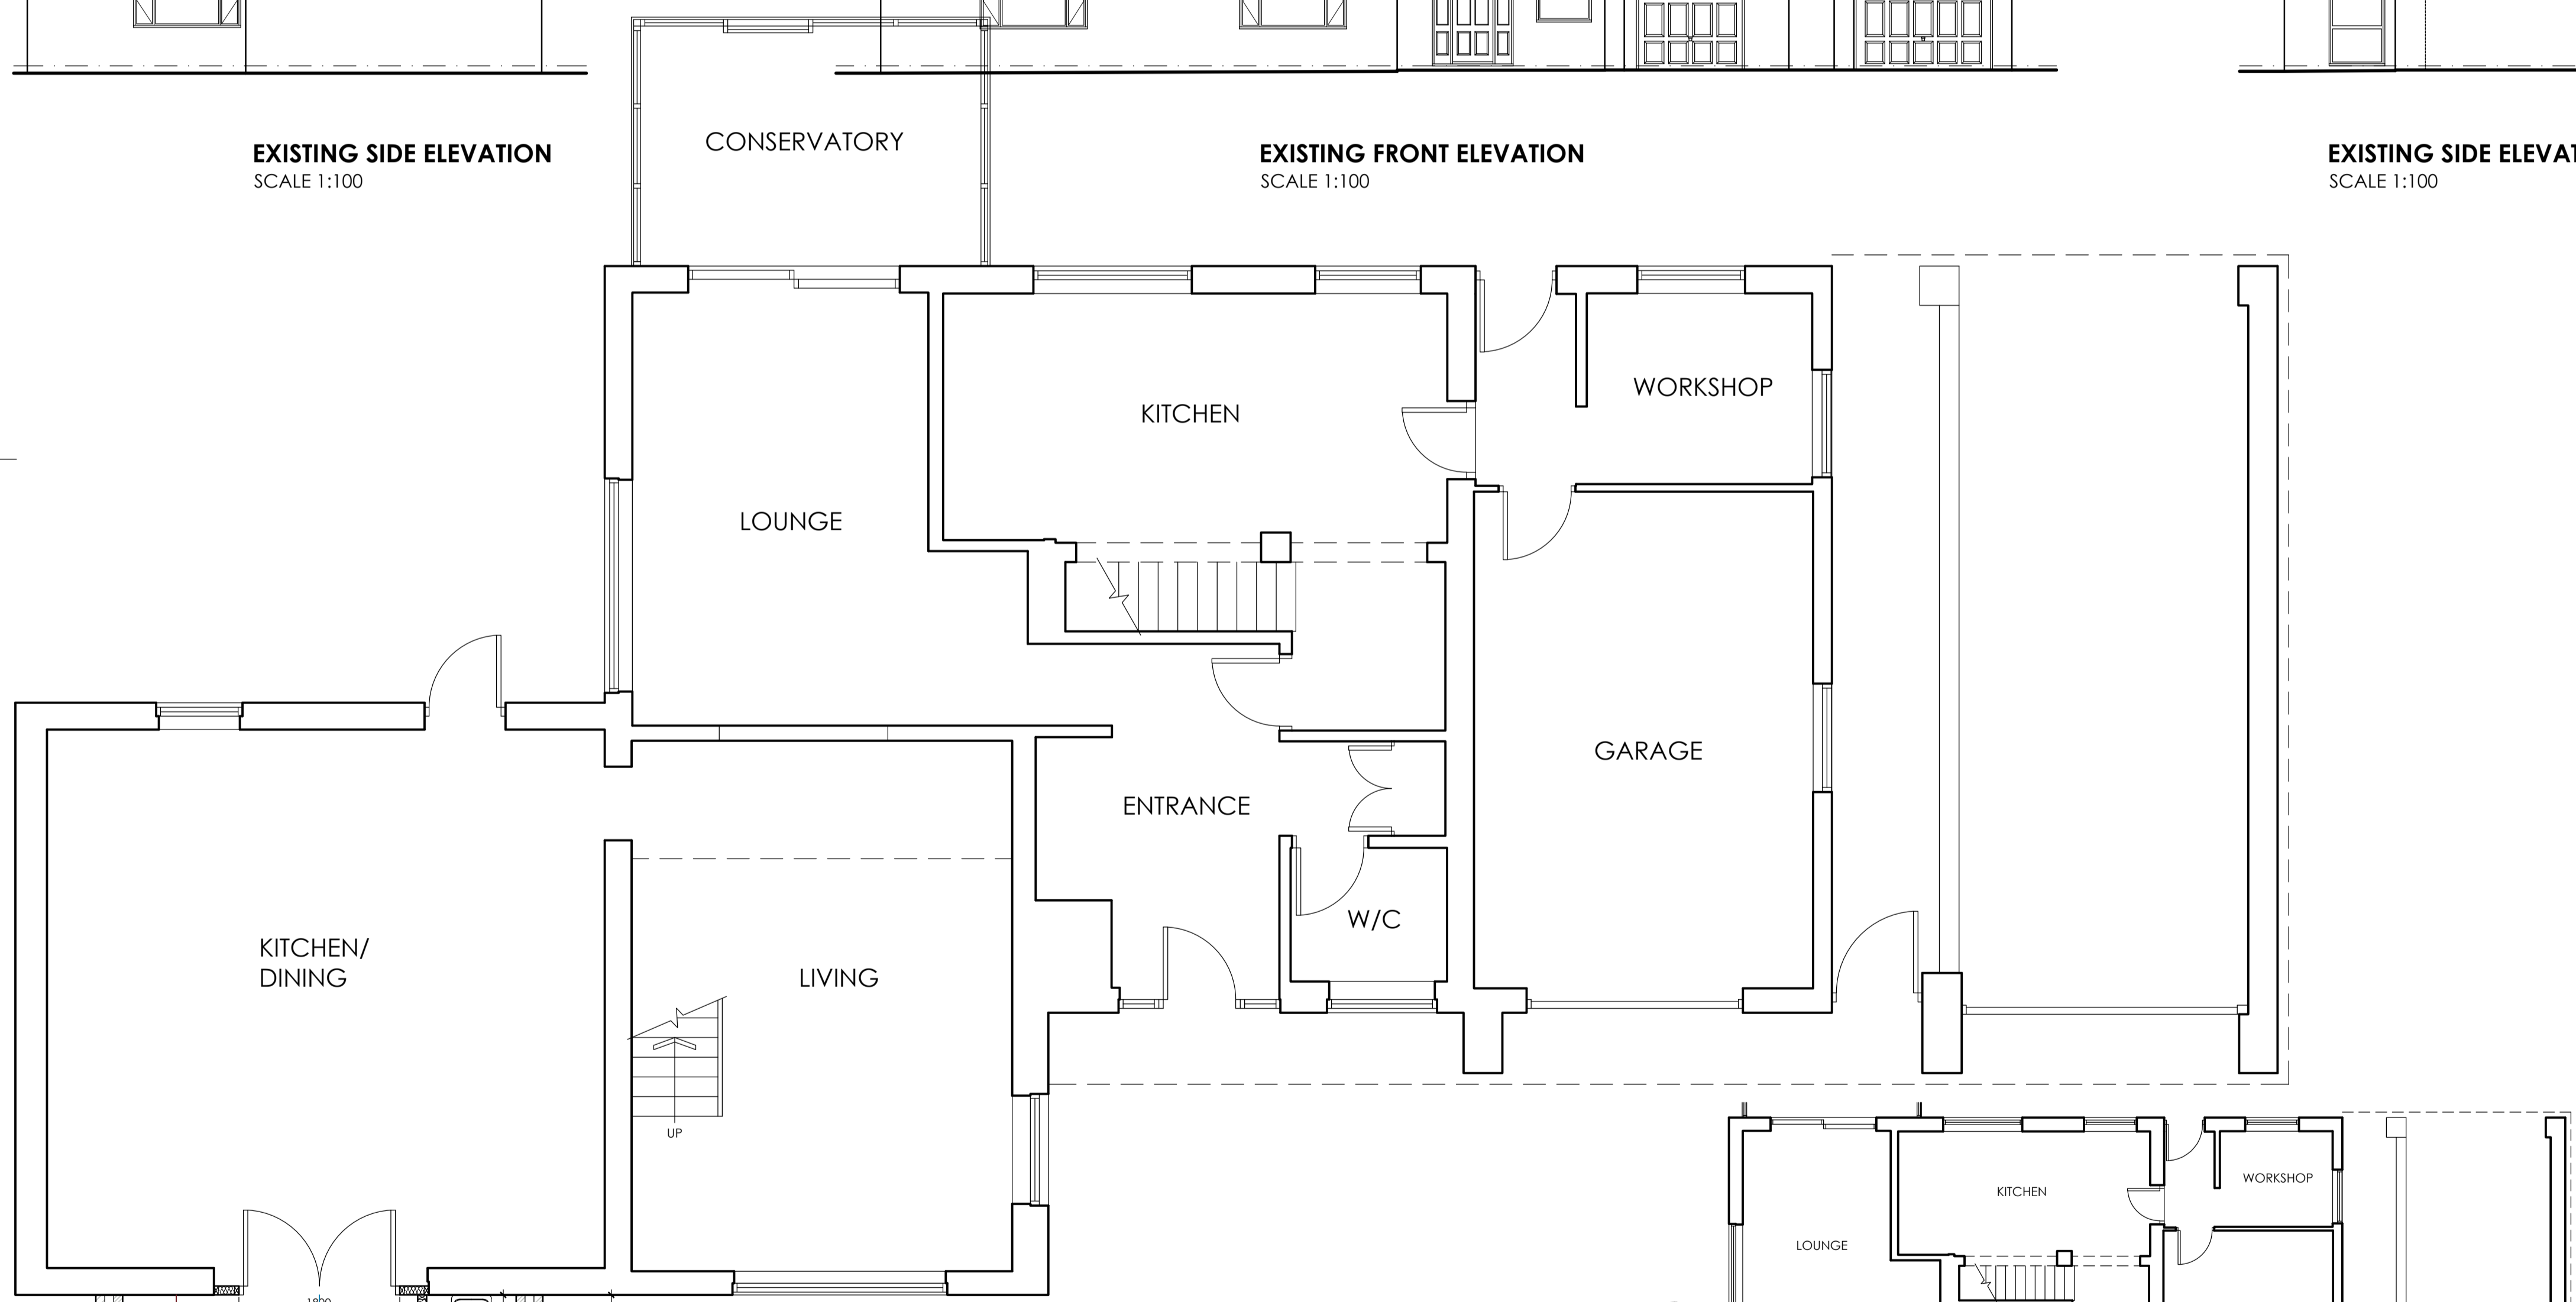 CONSERVATORY
EXISTING SIDE ELEVATION
SCALE 1:100
EXISTING FRONT ELEVATION
SCALE 1:100
EXISTING SIDE ELEVAT
SCALE 1:100
KITCHEN
WORKSHOP
LOUNGE
GARAGE
ENTRANCE
W/C
KITCHEN/
DINING
LIVING
UP
WORKSHOP
KITCHEN
LOUNGE